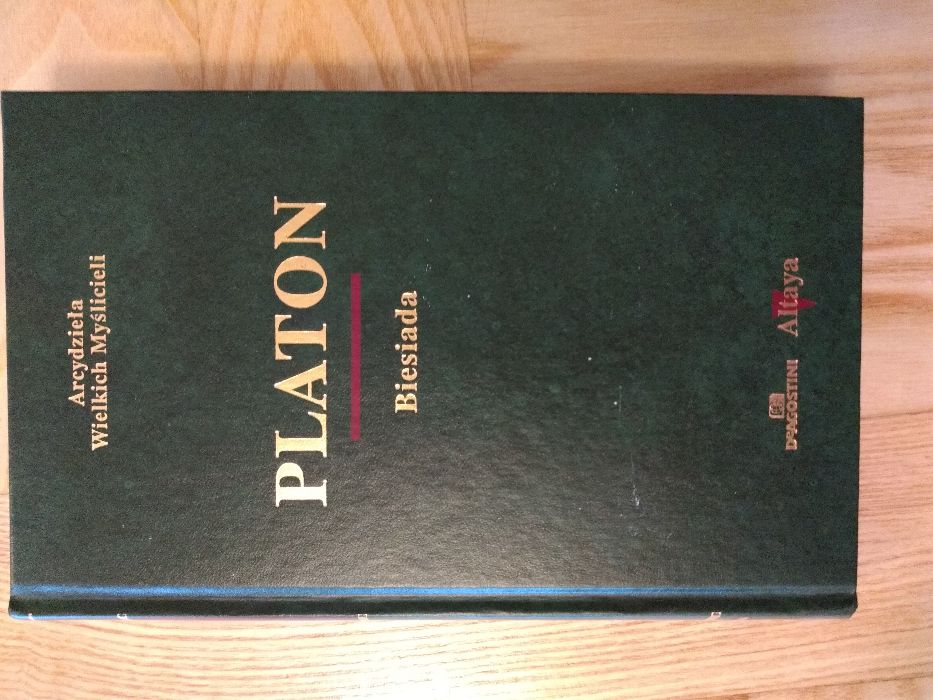 Arcydzieła
Wielkich Myślicieli
PLATON
Biesiada
DEAGOSTINI Altaya